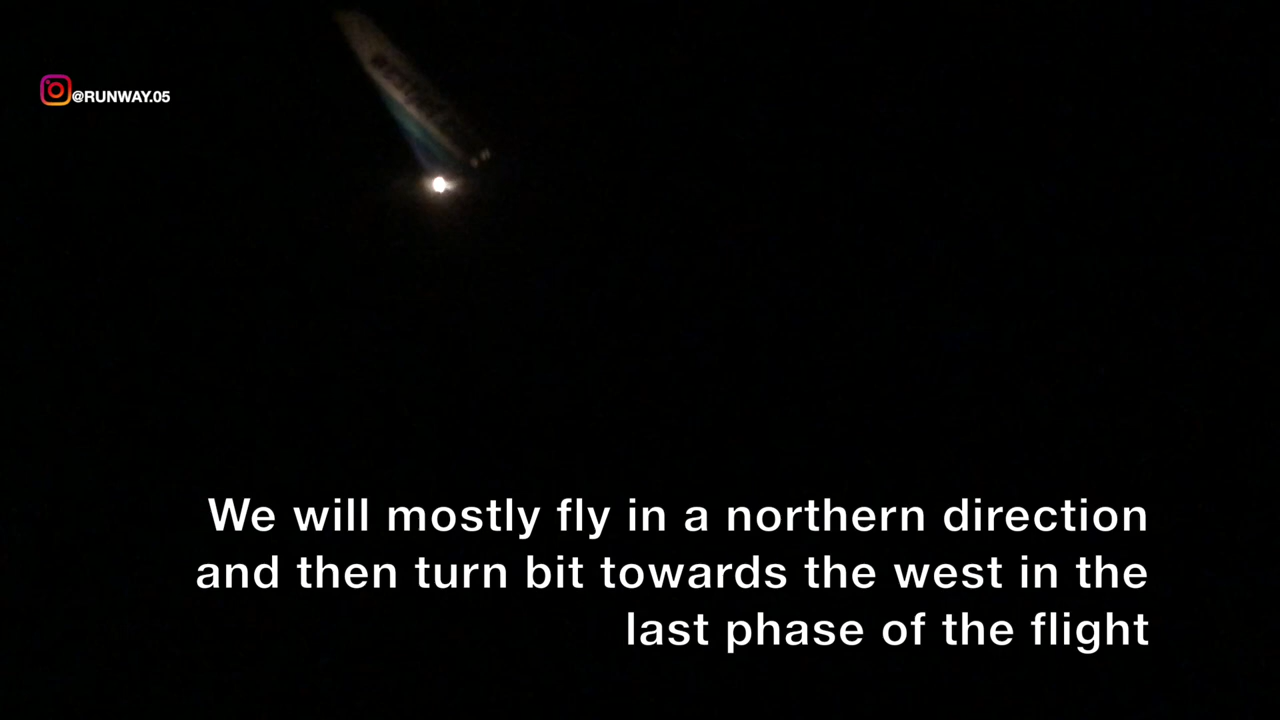 @RUNWAY.05
We will mostly fly in a northern direction
and then turn bit towards the west in the
last phase of the flight